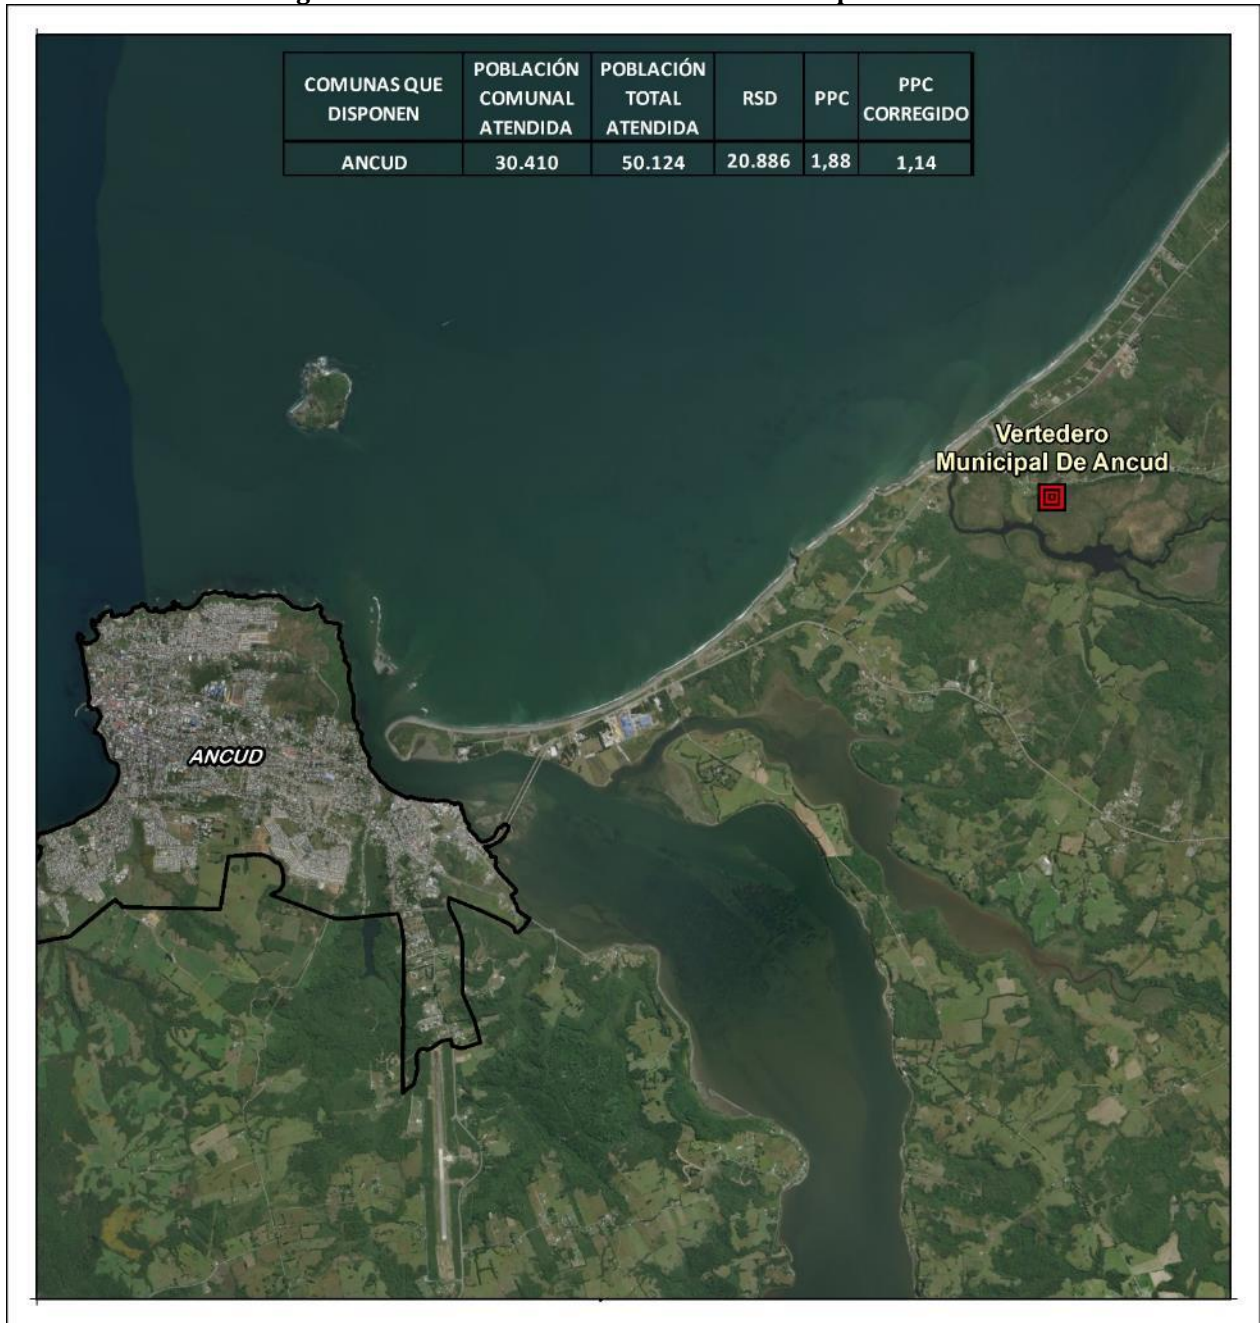 COMUNAS QUE
DISPONEN
POBLACIÓN
COMUNAL
ATENDIDA
POBLACIÓN
TOTAL
ATENDIDA
RSD
PPC
PPC
CORREGIDO
ANCUD
30.410
50.124
20.886
1,88
1,14
Vertedero
Municipal De Ancud
ANCUD